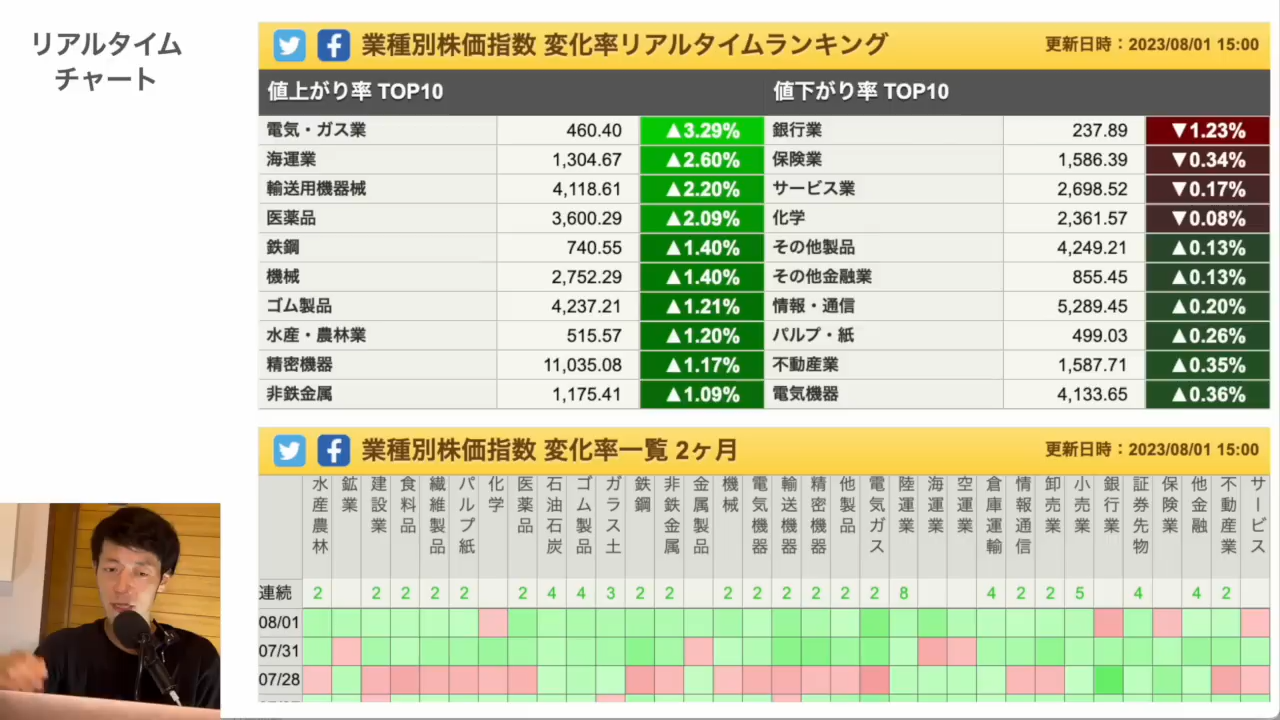 リアルタイム
チャート
業種別株価指数 変化率リアルタイムランキング 更新日時：2023/08/01 15:00
値上がり率 TOP10 値下がり率 TOP10
電気・ガス業 460.40 ▲3.29% 銀行業 237.89 ▼1.23%
海運業 1,304.67 ▲2.60% 保険業 1,586.39 ▼0.34%
輸送用機器械 4,118.61 ▲2.20% サービス業 2,698.52 ▼0.17%
医薬品 3,600.29 ▲2.09% 化学 2,361.57 ▼0.08%
鉄鋼 740.55 ▲1.40% その他製品 4,249.21 ▲0.13%
機械 2,752.29 ▲1.40% その他金融業 855.45 ▲0.13%
ゴム製品 4,237.21 ▲1.21% 情報・通信 5,289.45 ▲0.20%
水産・農林業 515.57 ▲1.20% パルプ・紙 499.03 ▲0.26%
精密機器 11,035.08 ▲1.17% 不動産業 1,587.71 ▲0.35%
非鉄金属 1,175.41 ▲1.09% 電気機器 4,133.65 ▲0.36%
業種別株価指数 変化率一覧 2ヶ月 更新日時：2023/08/01 15:00
水産農林 鉱業 建設業 食料品 繊維製品 パルプ紙 化学 医薬品 石油石炭 ゴム製品 ガラス土 鉄鋼 非鉄金属 金属製品 機械 電気機器 輸送機器 精密機器 他製品 電気ガス 陸運業 海運業 空運業 倉庫運輸 情報通信 卸売業 小売業 銀行業 証券先物 保険業 他金融 不動産業 サービス
連続 2 2 2 2 2 2 4 4 3 2 2 2 2 2 2 2 2 8 4 2 2 5 4 4 2
08/01
07/31
07/28